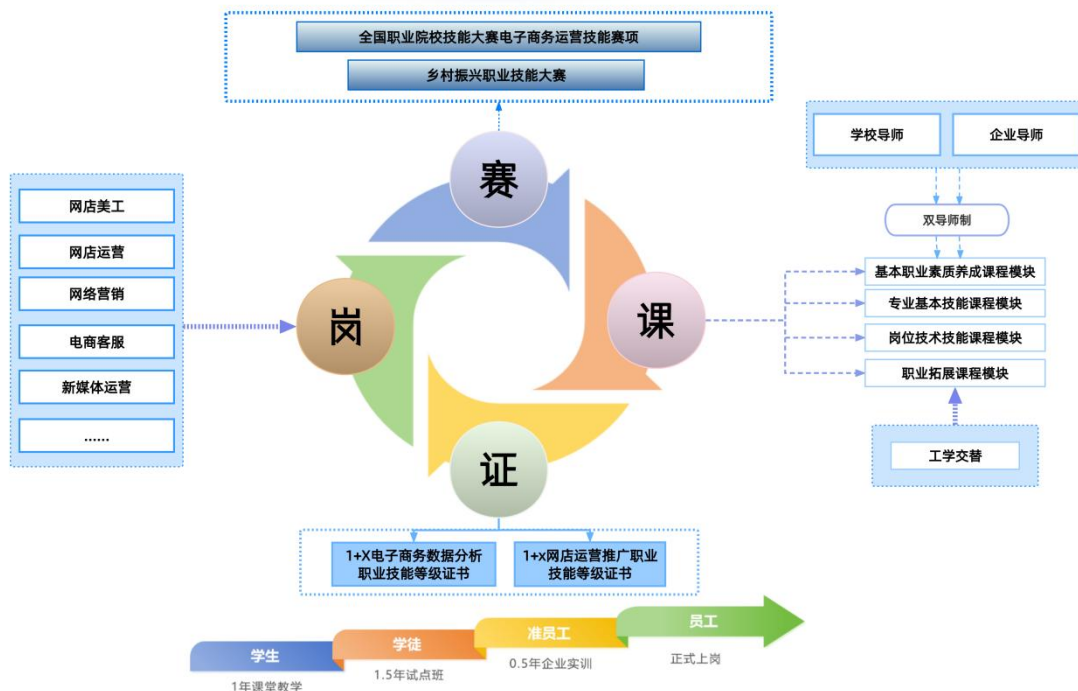 全国职业院校技能大赛电子商务运营技能赛项
乡村振兴职业技能大赛
学校导师
企业导师
双导师制
网店美工
网店运营
网络营销
电商客服
新媒体运营
......
赛
岗
课
证
基本职业素质养成课程模块
专业基本技能课程模块
岗位技术技能课程模块
职业拓展课程模块
工学交替
1+X电子商务数据分析
职业技能等级证书
1+x网店运营推广职业
技能等级证书
学生
1年课堂教学
学徒
1.5年试点班
准员工
0.5年企业实训
员工
正式上岗